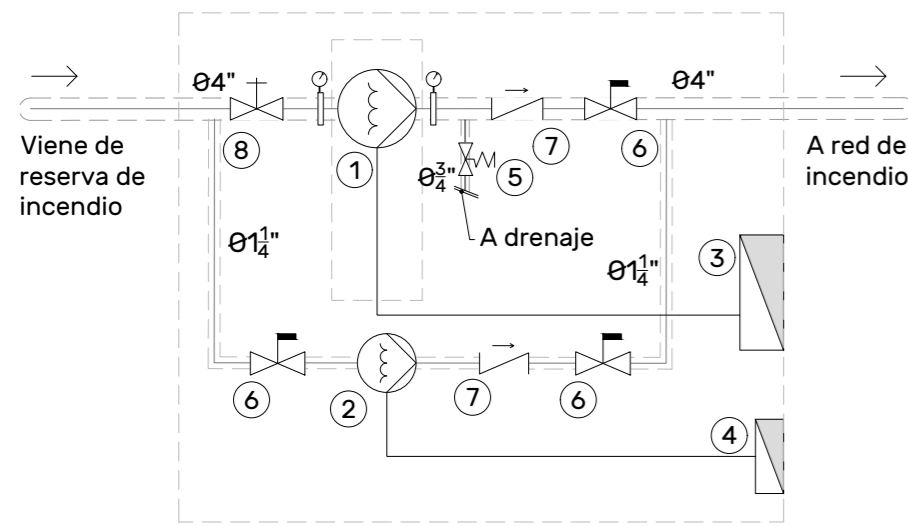 Ø4"
Ø4"
Viene de
reserva de
incendio
8
1
Ø3/4"
5
7
6
A red de
incendio
A drenaje
Ø1 1/4"
Ø1 1/4"
3
6
2
7
6
4